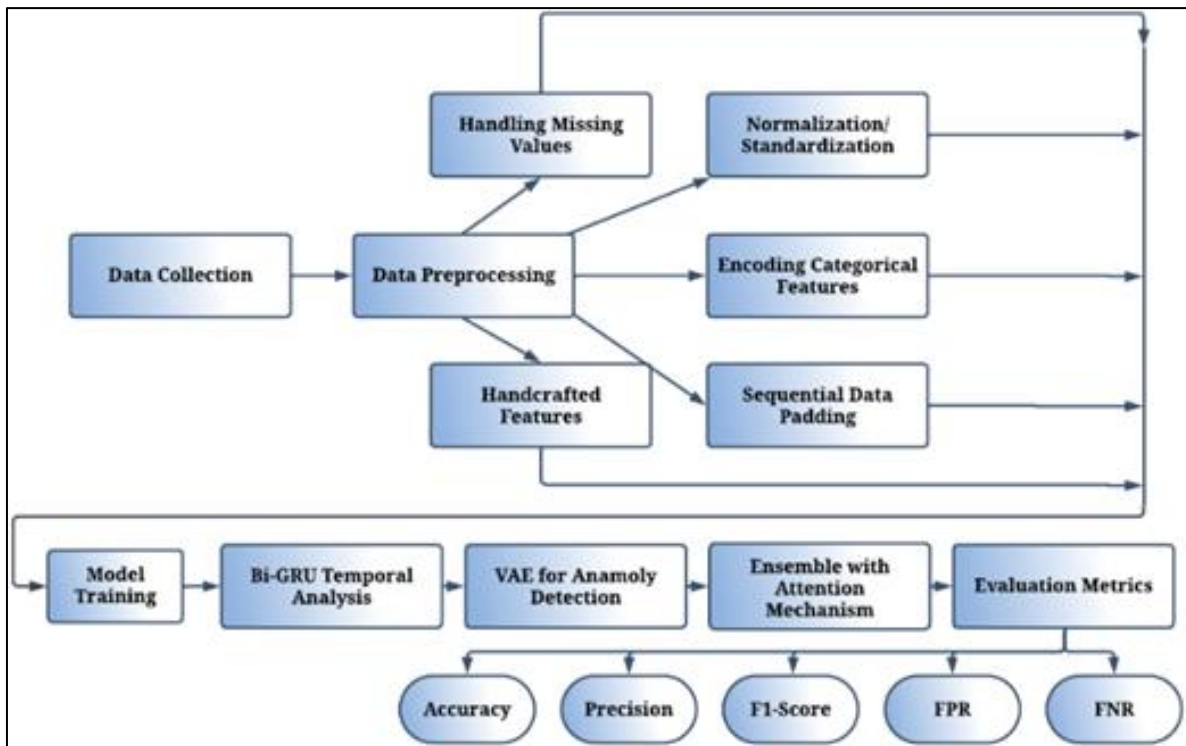 Handling Missing
Values
Normalization/
Standardization
Data Collection
Data Preprocessing
Encoding Categorical
Features
Handcrafted
Features
Sequential Data
Padding
Model
Training
Bi-GRU Temporal
Analysis
VAE for Anamoly
Detection
Ensemble with
Attention
Mechanism
Evaluation Metrics
Accuracy
Precision
F1-Score
FPR
FNR